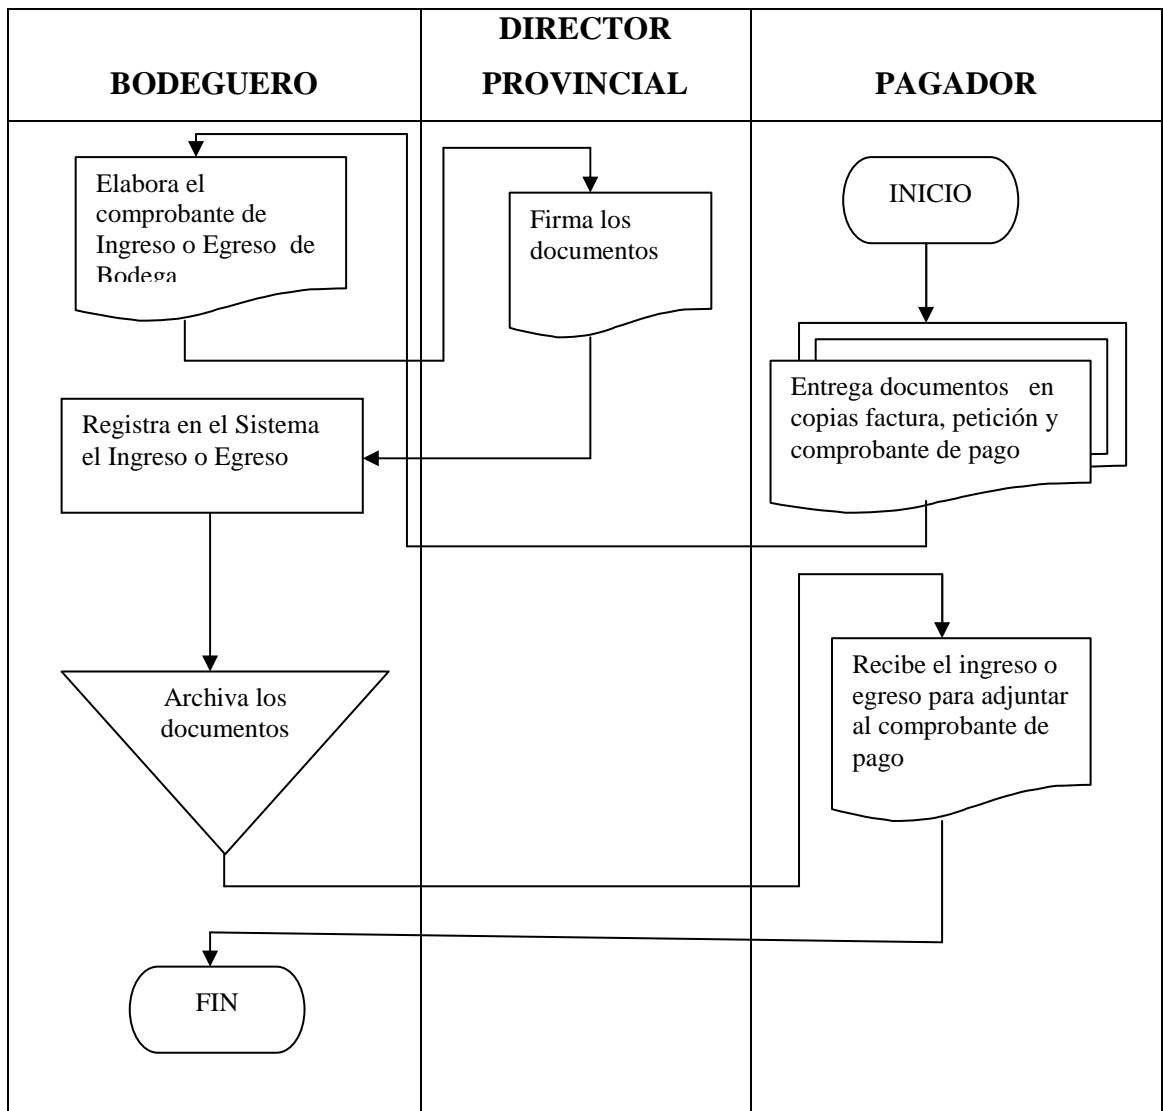 BODEGUERO
DIRECTOR
PROVINCIAL
PAGADOR
Elabora el
comprobante de
Ingreso o Egreso de
Bodega
Firma los
documentos
INICIO
Entrega documentos en
copias factura, petición y
comprobante de pago
Registra en el Sistema
el Ingreso o Egreso
Archiva los
documentos
Recibe el ingreso o
egreso para adjuntar
al comprobante de
pago
FIN